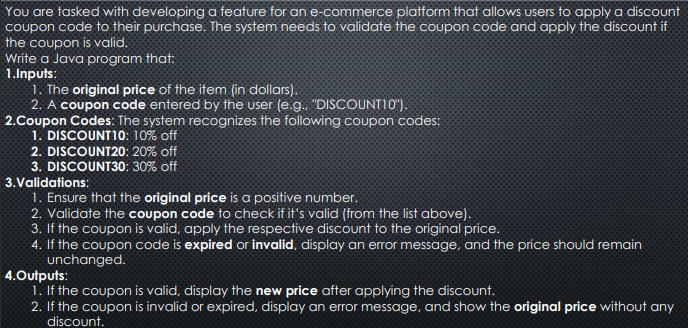 You are tasked with developing a feature for an e-commerce platform that allows users to apply a discount
coupon code to their purchase. The system needs to validate the coupon code and apply the discount if
the coupon is valid.
Write a Java program that:
1.Inputs:
1. The original price of the item (in dollars).
2. A coupon code entered by the user (e.g., "DISCOUNT10").
2.Coupon Codes: The system recognizes the following coupon codes:
1. DISCOUNT10: 10% off
2. DISCOUNT20: 20% off
3. DISCOUNT30: 30% off
3.Validations:
1. Ensure that the original price is a positive number.
2. Validate the coupon code to check if it's valid (from the list above).
3. If the coupon is valid, apply the respective discount to the original price.
4. If the coupon code is expired or invalid, display an error message, and the price should remain
unchanged.
4.Outputs:
1. If the coupon is valid, display the new price after applying the discount.
2. If the coupon is invalid or expired, display an error message, and show the original price without any
discount.